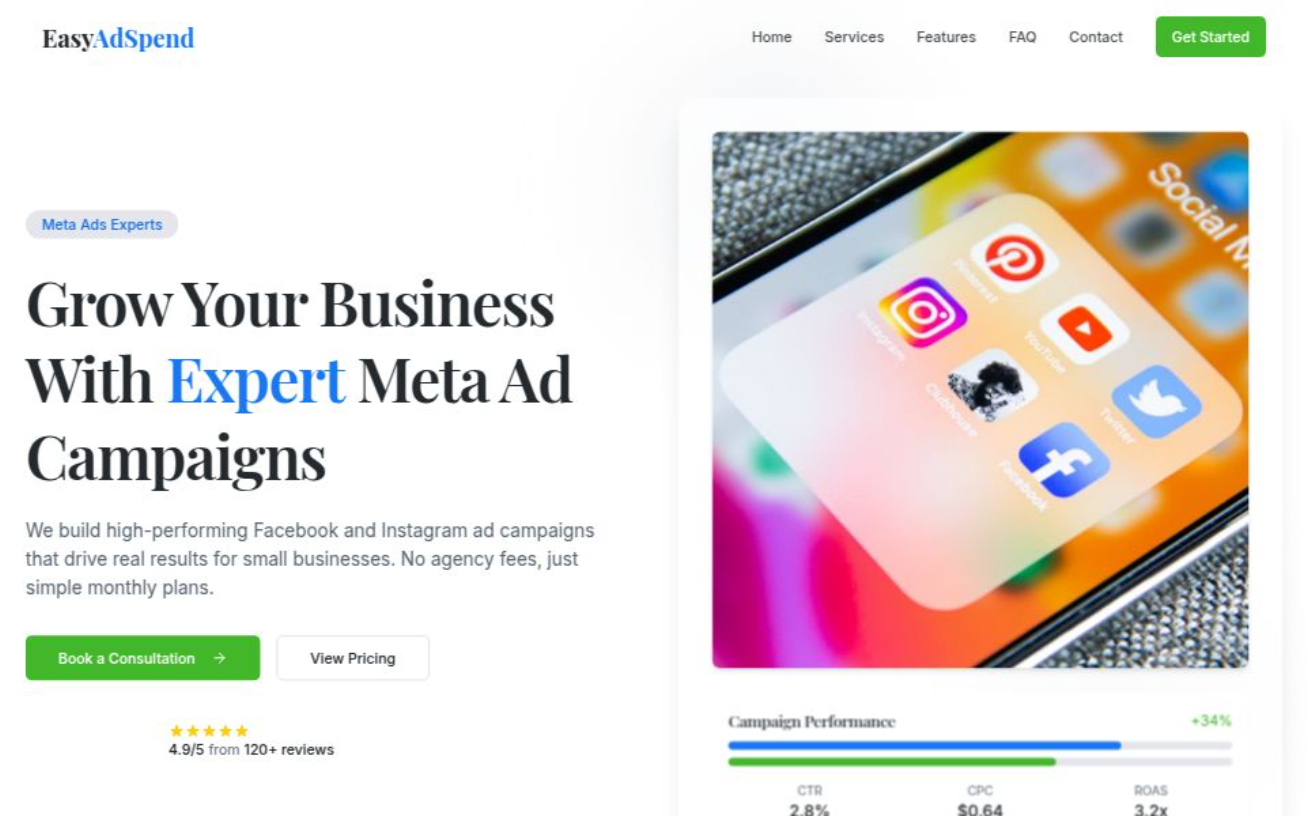 EasyAdSpend
Home Services Features FAQ Contact Get Started
Meta Ads Experts
Grow Your Business
With Expert Meta Ad
Campaigns
We build high-performing Facebook and Instagram ad campaigns
that drive real results for small businesses. No agency fees, just
simple monthly plans.
Book a Consultation → View Pricing
4.9/5 from 120+ reviews
Social M
Pinterest
Instagram
YouTube
Clubhouse
Twitter
Facebook
Campaign Performance +34%
CTR CPC ROAS
2.8% $0.64 3.2x